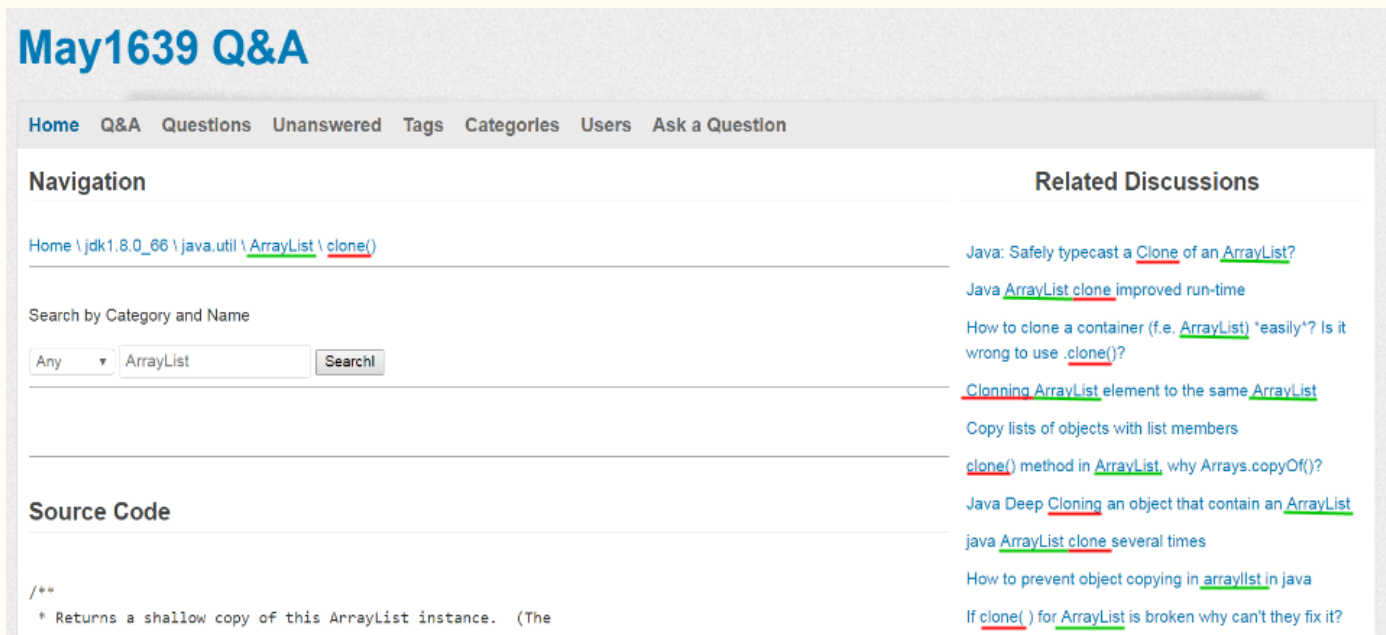 May1639 Q&A
Home Q&A Questions Unanswered Tags Categories Users Ask a Question
Navigation
Home \ jdk1.8.0_66 \ java.util \ ArrayList \ clone()
Search by Category and Name
Any ▾ ArrayList Search!
Source Code
/**
* Returns a shallow copy of this ArrayList instance. (The
Related Discussions
Java: Safely typecast a Clone of an ArrayList?
Java ArrayList clone improved run-time
How to clone a container (f.e. ArrayList) *easily*? Is it
wrong to use .clone()?
Clonning ArrayList element to the same ArrayList
Copy lists of objects with list members
clone() method in ArrayList, why Arrays.copyOf()?
Java Deep Cloning an object that contain an ArrayList
java ArrayList clone several times
How to prevent object copying in arraylist in java
If clone( ) for ArrayList is broken why can't they fix it?